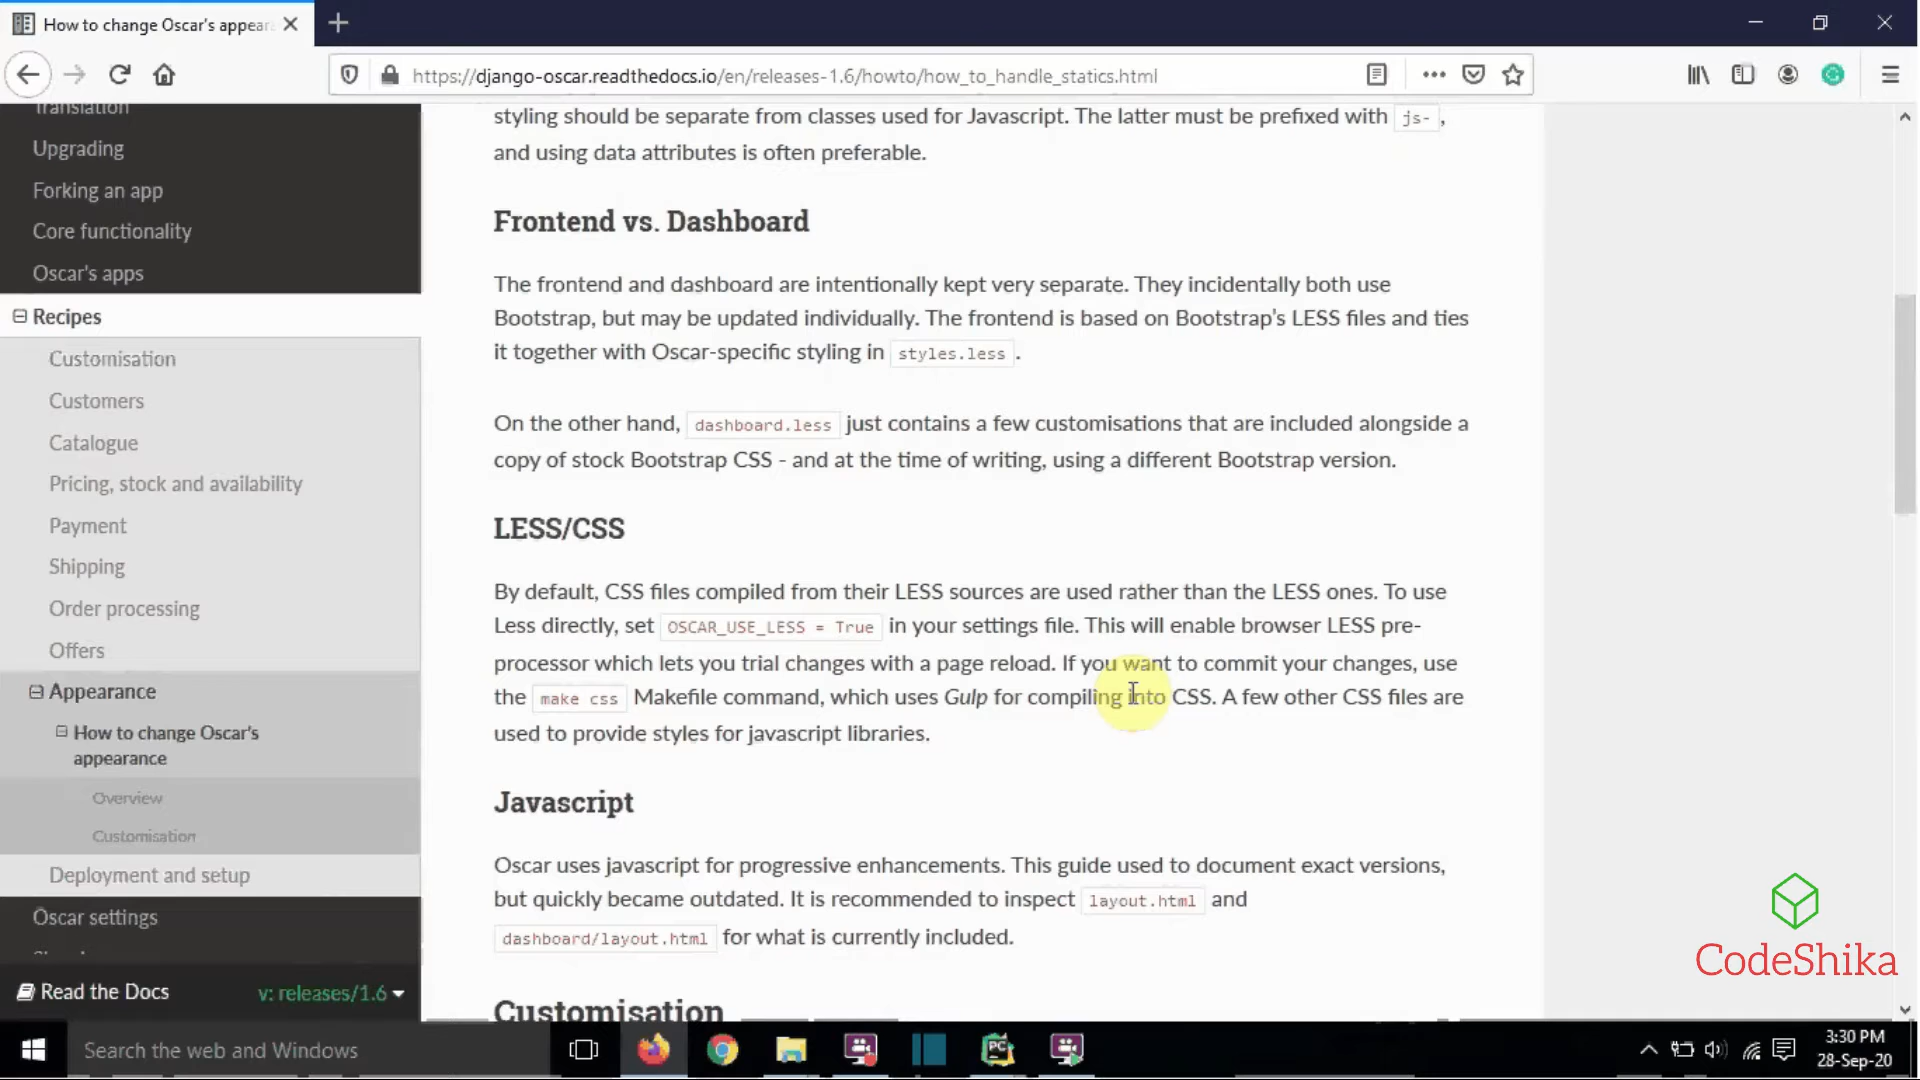 How to change Oscar's appear
https://django-oscar.readthedocs.io/en/releases-1.6/howto/how_to_handle_statics.html
Translation
Upgrading
Forking an app
Core functionality
Oscar's apps
Recipes
Customisation
Customers
Catalogue
Pricing, stock and availability
Payment
Shipping
Order processing
Offers
Appearance
How to change Oscar's
appearance
Overview
Customisation
Deployment and setup
Oscar settings
Read the Docs
v: releases/1.6
styling should be separate from classes used for Javascript. The latter must be prefixed with js- ,
and using data attributes is often preferable.
Frontend vs. Dashboard
The frontend and dashboard are intentionally kept very separate. They incidentally both use
Bootstrap, but may be updated individually. The frontend is based on Bootstrap's LESS files and ties
it together with Oscar-specific styling in styles.less .
On the other hand, dashboard.less just contains a few customisations that are included alongside a
copy of stock Bootstrap CSS - and at the time of writing, using a different Bootstrap version.
LESS/CSS
By default, CSS files compiled from their LESS sources are used rather than the LESS ones. To use
Less directly, set OSCAR_USE_LESS = True in your settings file. This will enable browser LESS pre-
processor which lets you trial changes with a page reload. If you want to commit your changes, use
the make css Makefile command, which uses Gulp for compiling into CSS. A few other CSS files are
used to provide styles for javascript libraries.
Javascript
Oscar uses javascript for progressive enhancements. This guide used to document exact versions,
but quickly became outdated. It is recommended to inspect layout.html and
dashboard/layout.html for what is currently included.
Customisation
CodeShika
Search the web and Windows
PC
3:30 PM
28-Sep-20